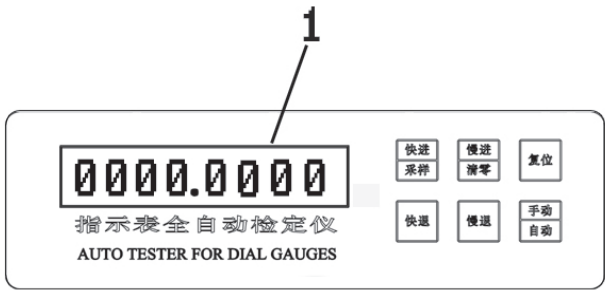 1
0000.0000
指示表全自动检定仪
AUTO TESTER FOR DIAL GAUGES
快进
采样
慢进
清零
复位
快退
慢退
手动
自动